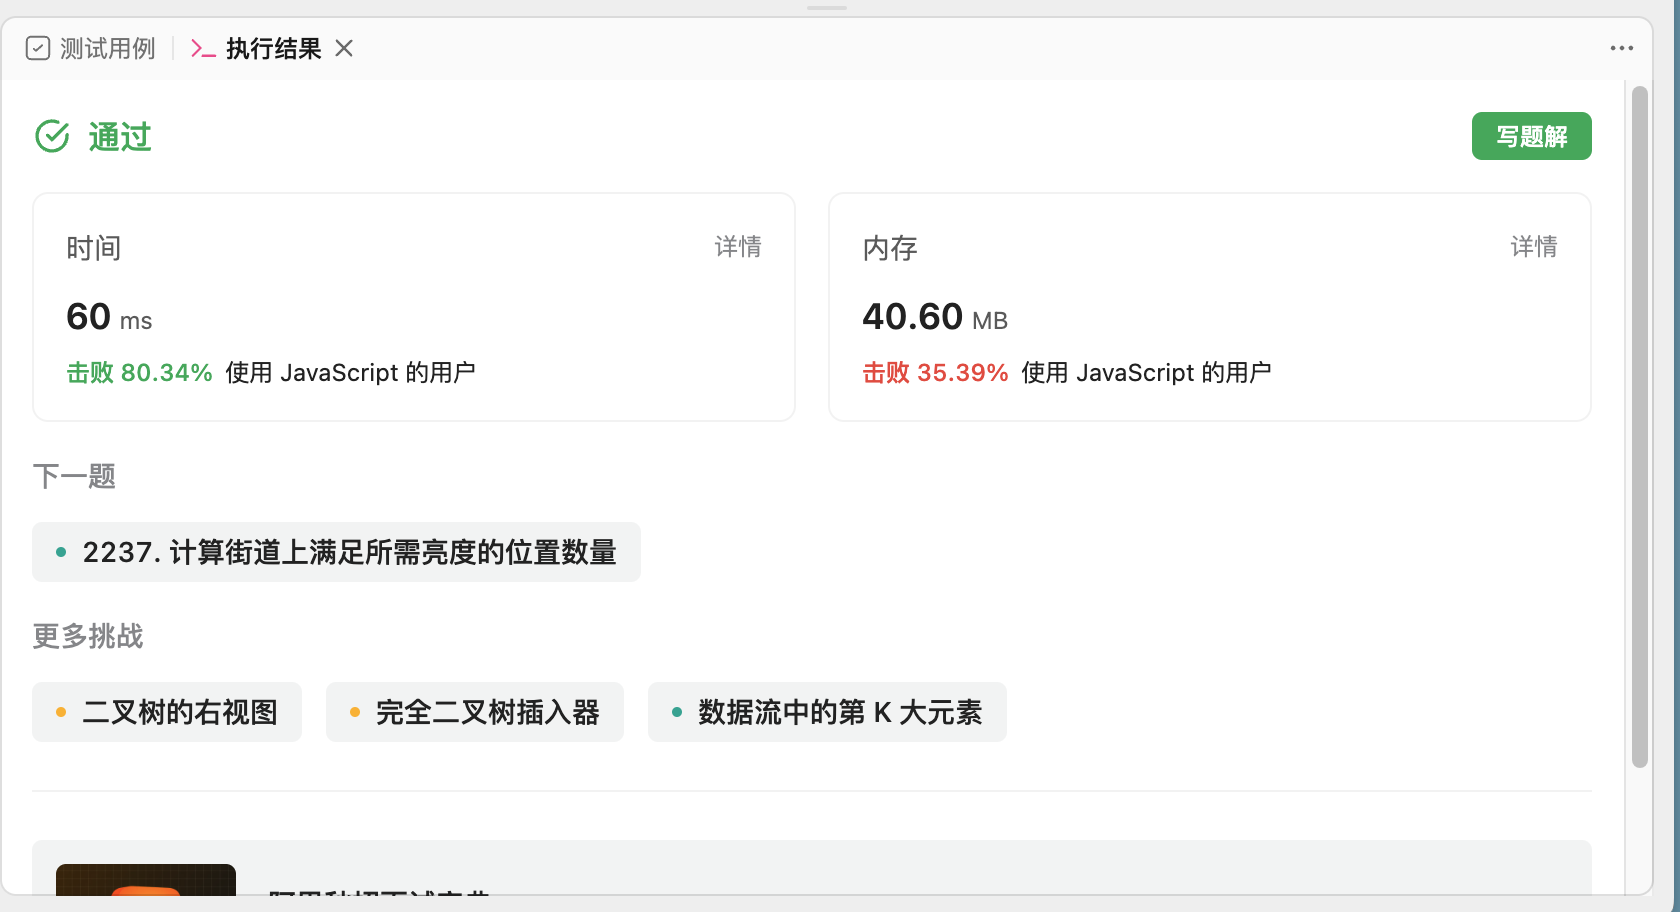 测试用例
执行结果
通过
写题解
时间
详情
60 ms
击败 80.34% 使用 JavaScript 的用户
内存
详情
40.60 MB
击败 35.39% 使用 JavaScript 的用户
下一题
2237. 计算街道上满足所需亮度的位置数量
更多挑战
二叉树的右视图
完全二叉树插入器
数据流中的第 K 大元素